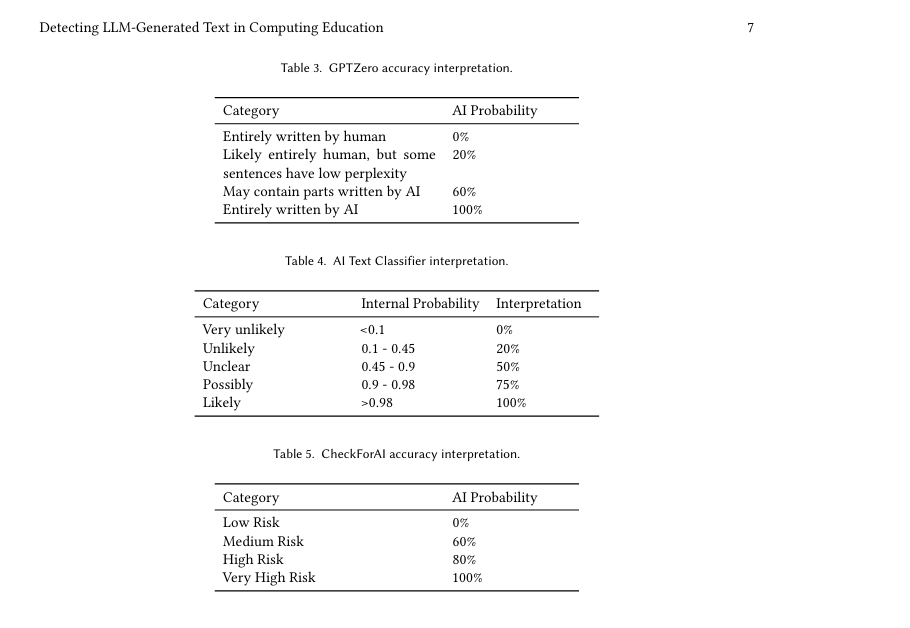 Detecting LLM-Generated Text in Computing Education 7
Table 3. GPTZero accuracy interpretation.
Category AI Probability
Entirely written by human 0%
Likely entirely human, but some 20%
sentences have low perplexity
May contain parts written by AI 60%
Entirely written by AI 100%
Table 4. AI Text Classifier interpretation.
Category Internal Probability Interpretation
Very unlikely <0.1 0%
Unlikely 0.1 - 0.45 20%
Unclear 0.45 - 0.9 50%
Possibly 0.9 - 0.98 75%
Likely >0.98 100%
Table 5. CheckForAI accuracy interpretation.
Category AI Probability
Low Risk 0%
Medium Risk 60%
High Risk 80%
Very High Risk 100%